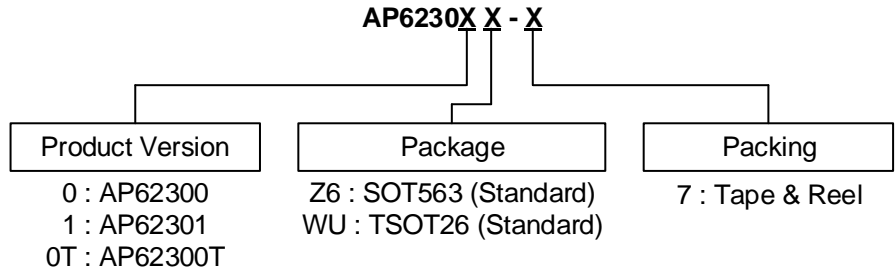 AP6230X X - X
Product Version
0 : AP62300
1 : AP62301
0T : AP62300T
Package
Z6 : SOT563 (Standard)
WU : TSOT26 (Standard)
Packing
7 : Tape & Reel